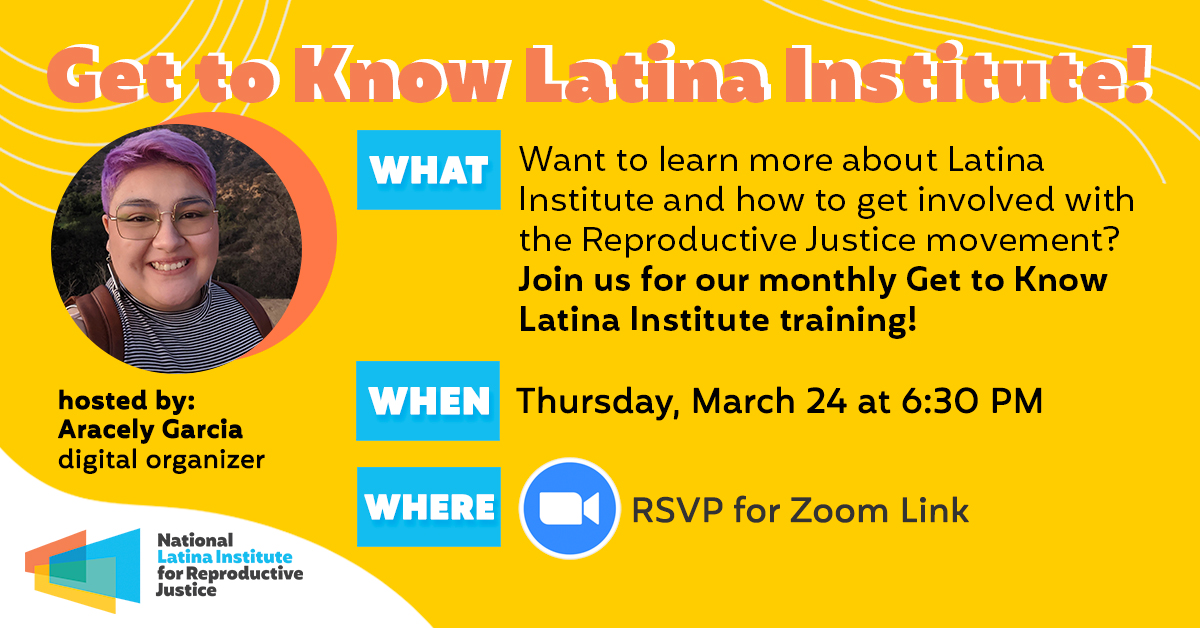 Get to Know Latina Institute!
WHAT
Want to learn more about Latina
Institute and how to get involved with
the Reproductive Justice movement?
Join us for our monthly Get to Know
Latina Institute training!
hosted by:
Aracely Garcia
digital organizer
WHEN
Thursday, March 24 at 6:30 PM
WHERE
RSVP for Zoom Link
National
Latina Institute
for Reproductive
Justice